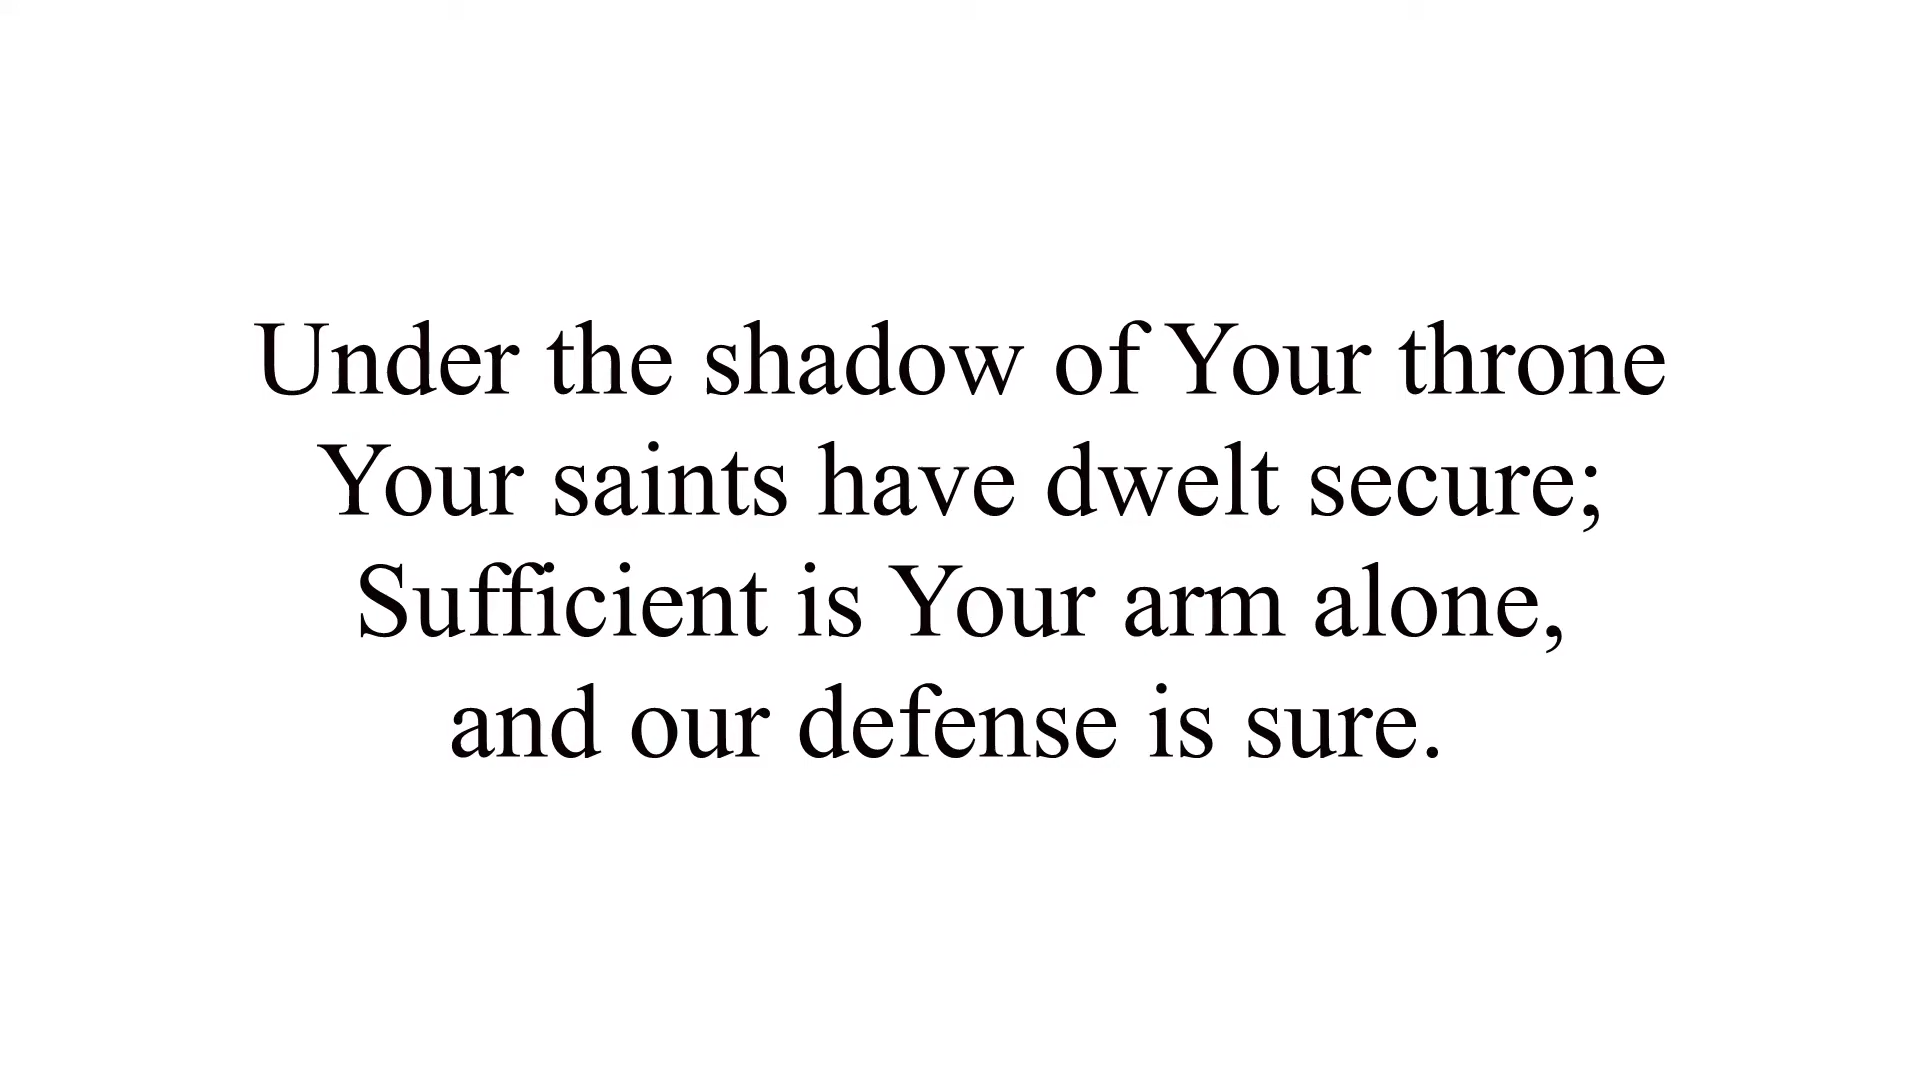 Under the shadow of Your throne
Your saints have dwelt secure;
Sufficient is Your arm alone,
and our defense is sure.